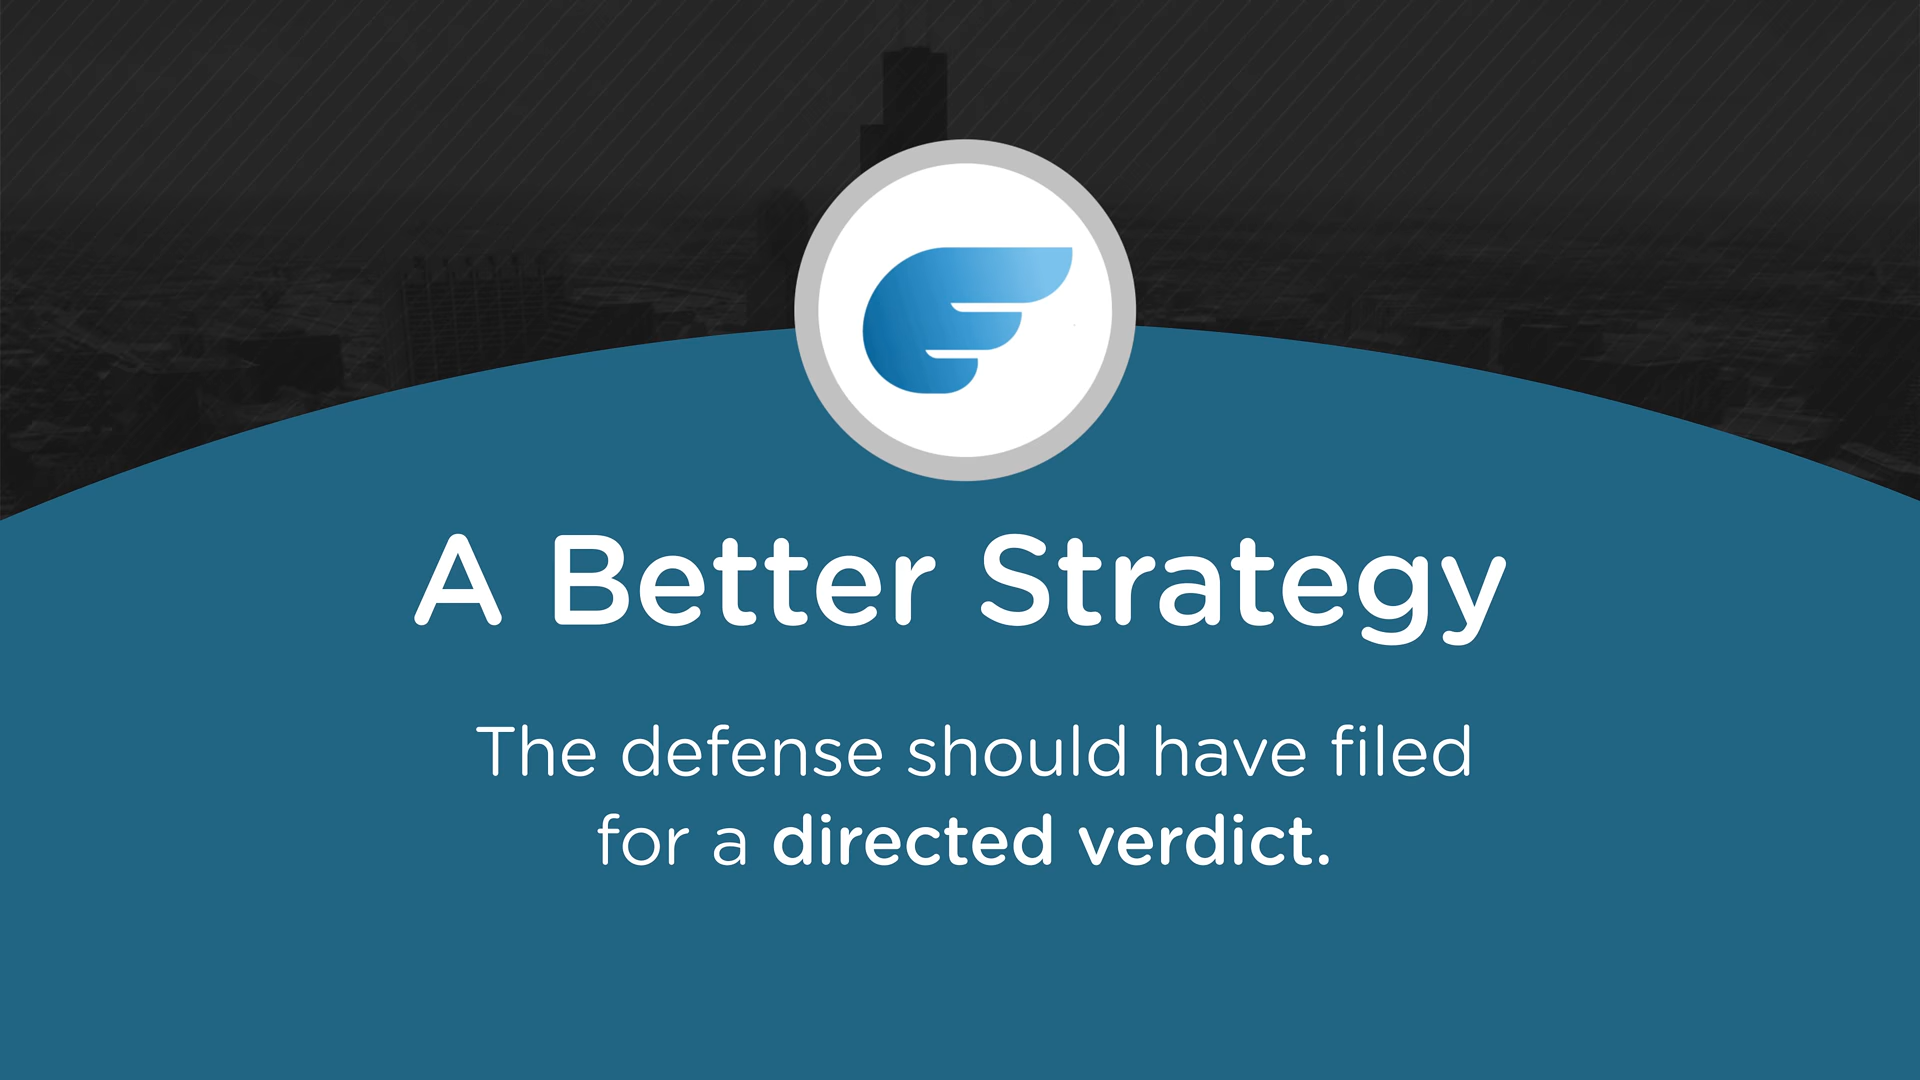 A Better Strategy
The defense should have filed
for a directed verdict.